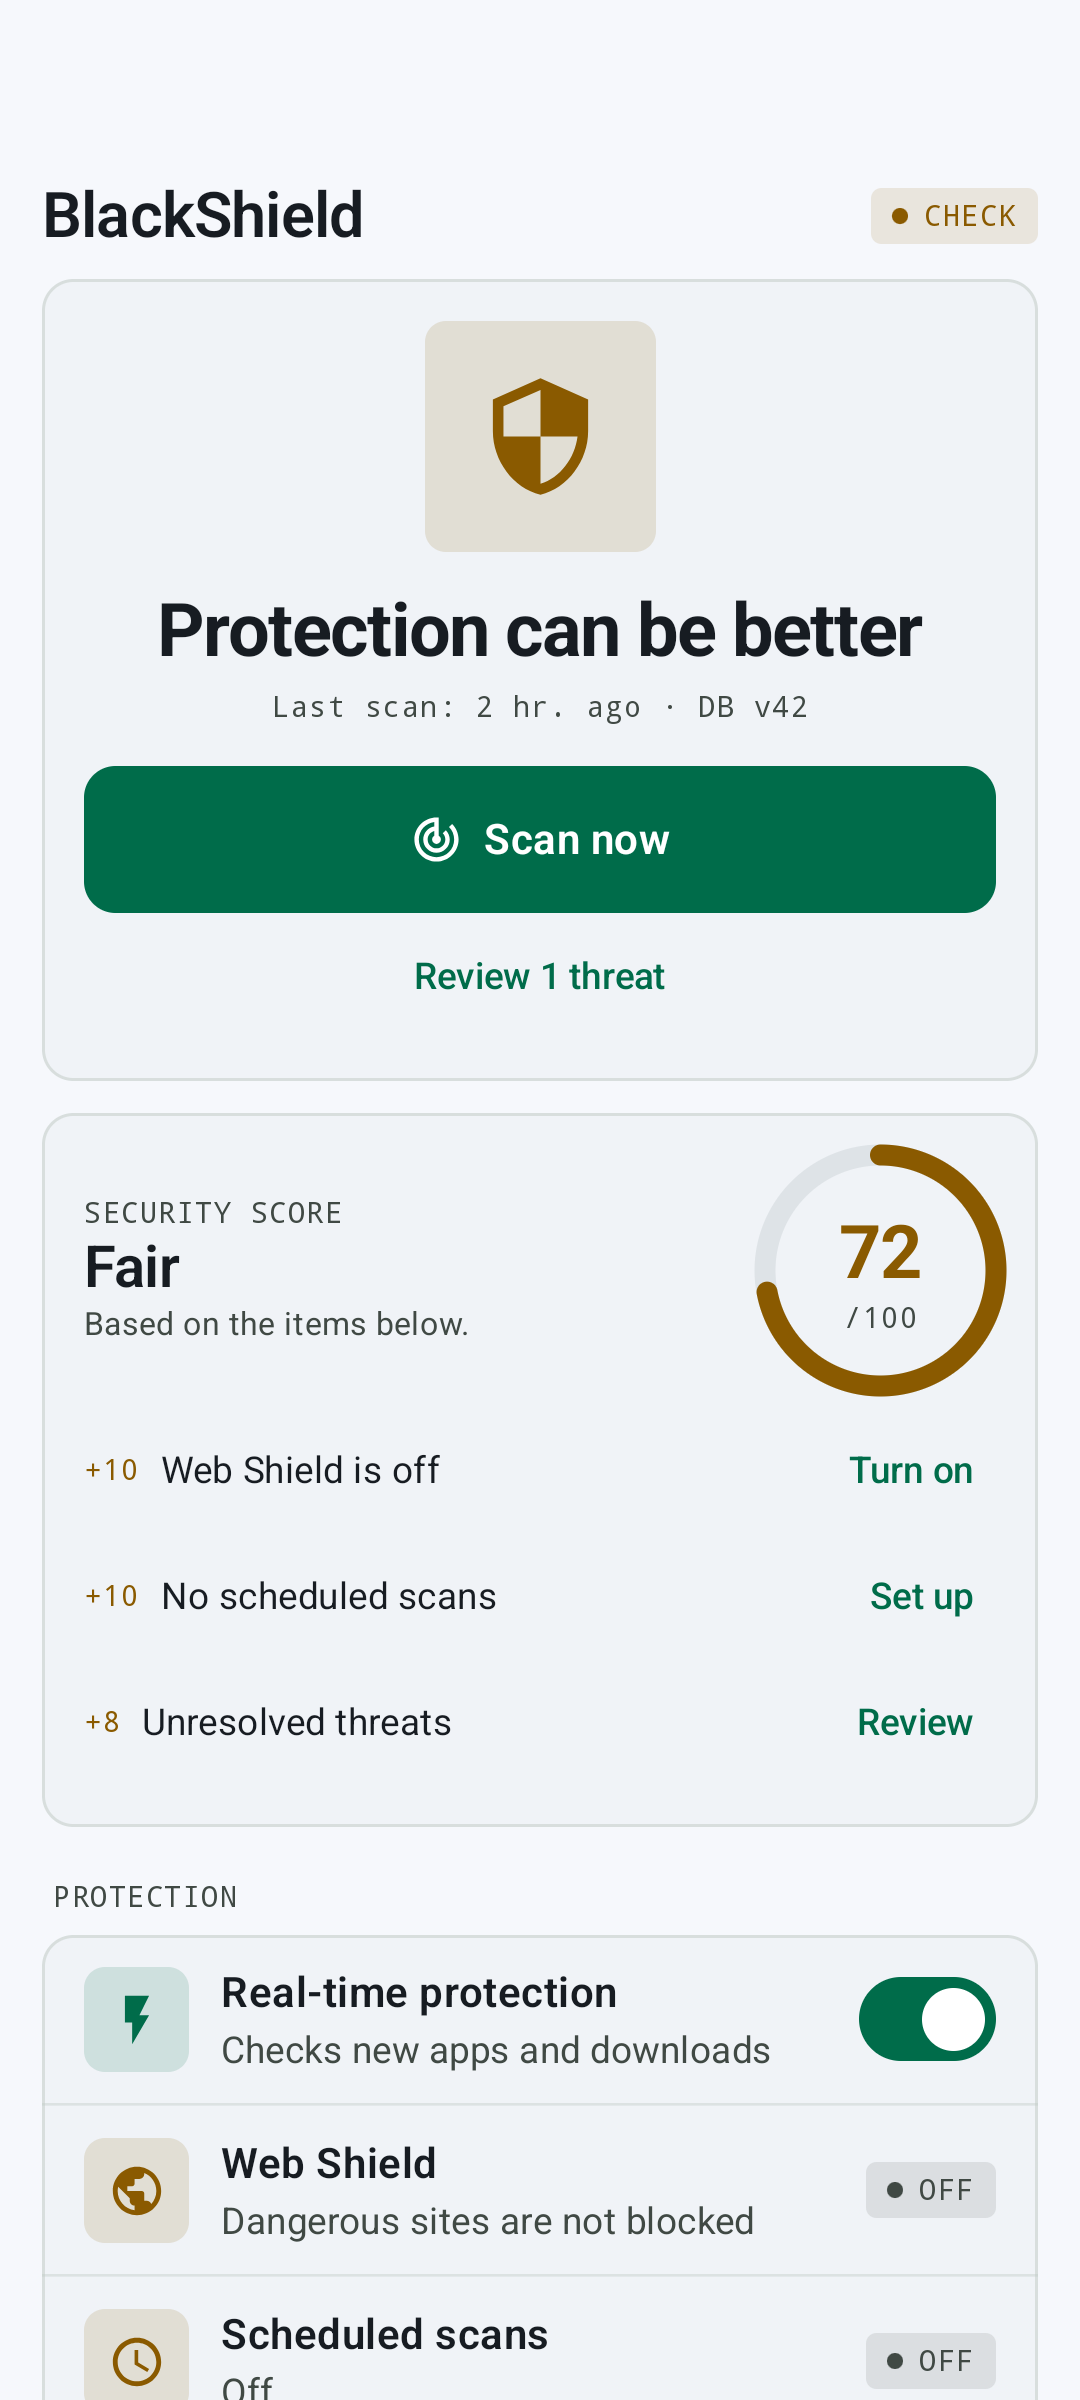 BlackShield
CHECK
Protection can be better
Last scan: 2 hr. ago · DB v42
Scan now
Review 1 threat
SECURITY SCORE
Fair
Based on the items below.
72
/100
+10 Web Shield is off Turn on
+10 No scheduled scans Set up
+8 Unresolved threats Review
PROTECTION
Real-time protection
Checks new apps and downloads
Web Shield
Dangerous sites are not blocked
OFF
Scheduled scans
Off
OFF